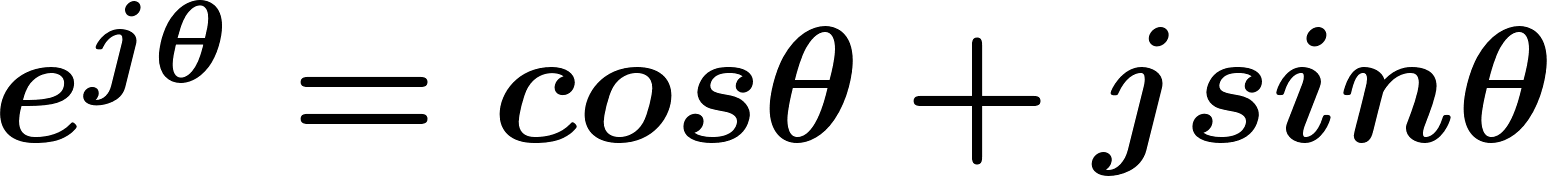 e^{jθ} = cosθ + jsinθ